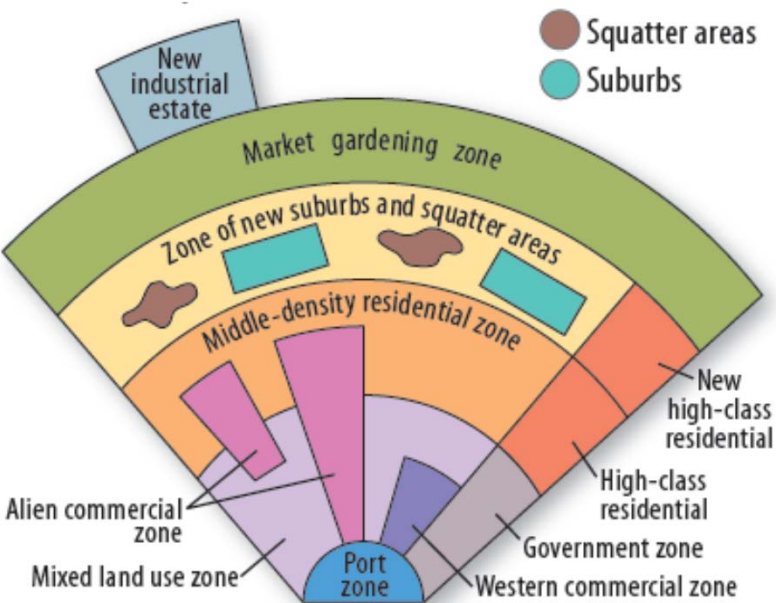 Squatter areas
Suburbs
New
industrial
estate
Market gardening zone
Zone of new suburbs and squatter areas
Middle-density residential zone
New
high-class
residential
High-class
residential
Alien commercial
zone
Government zone
Mixed land use zone
Port
zone
Western commercial zone